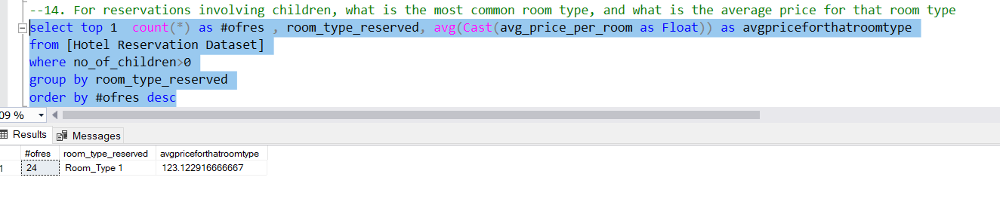 --14. For reservations involving children, what is the most common room type, and what is the average price for that room type
select top 1  count(*) as #ofres , room_type_reserved, avg(Cast(avg_price_per_room as Float)) as avgpriceforthatroomtype
from [Hotel Reservation Dataset]
where no_of_children>0
group by room_type_reserved
order by #ofres desc
09 %
Results Messages
#ofres room_type_reserved avgpriceforthatroomtype
1 24 Room_Type 1 123.122916666667